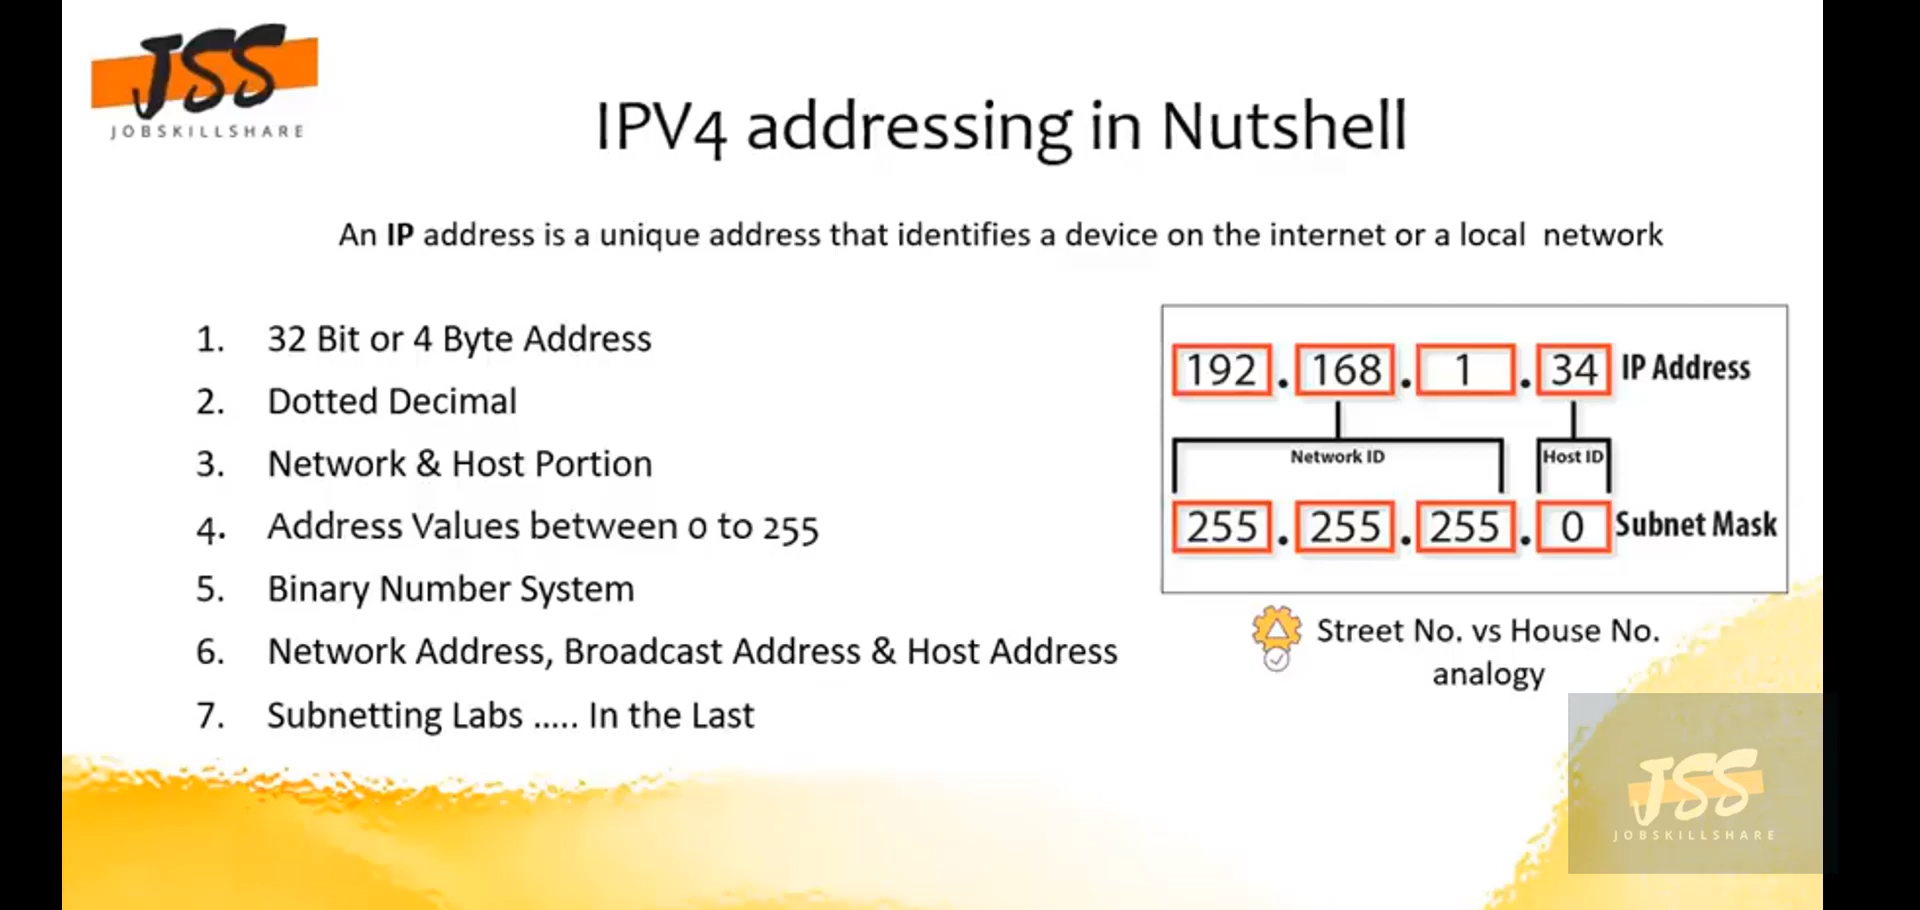 JSS
JOBSKILLSHARE
IPV4 addressing in Nutshell
An IP address is a unique address that identifies a device on the internet or a local network
1. 32 Bit or 4 Byte Address
2. Dotted Decimal
3. Network & Host Portion
4. Address Values between 0 to 255
5. Binary Number System
6. Network Address, Broadcast Address & Host Address
7. Subnetting Labs ..... In the Last
192 . 168 . 1 . 34 IP Address
Network ID Host ID
255 . 255 . 255 . 0 Subnet Mask
Street No. vs House No.
analogy
JSS
JOBSKILLSHARE